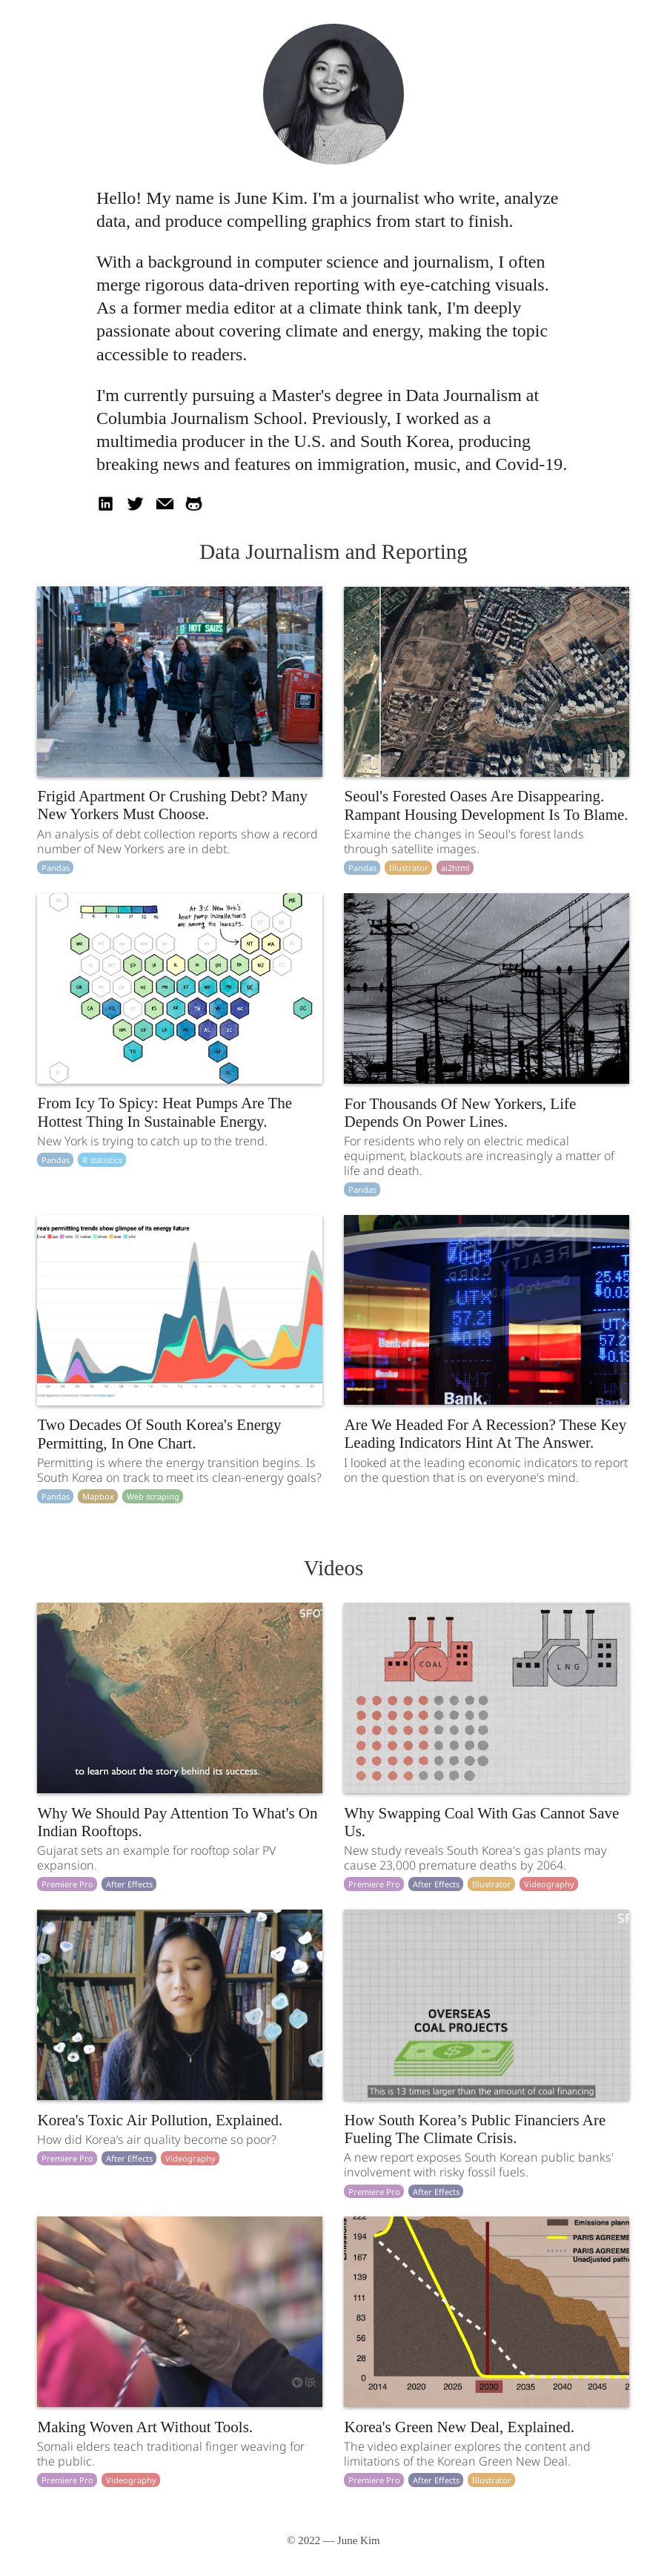 Hello! My name is June Kim. I'm a journalist who write, analyze
data, and produce compelling graphics from start to finish.
With a background in computer science and journalism, I often
merge rigorous data-driven reporting with eye-catching visuals.
As a former media editor at a climate think tank, I'm deeply
passionate about covering climate and energy, making the topic
accessible to readers.
I'm currently pursuing a Master's degree in Data Journalism at
Columbia Journalism School. Previously, I worked as a
multimedia producer in the U.S. and South Korea, producing
breaking news and features on immigration, music, and Covid-19.
Data Journalism and Reporting
HOT SAUS
Frigid Apartment Or Crushing Debt? Many
New Yorkers Must Choose.
An analysis of debt collection reports show a record
number of New Yorkers are in debt.
Pandas
Seoul's Forested Oases Are Disappearing.
Rampant Housing Development Is To Blame.
Examine the changes in Seoul's forest lands
through satellite images.
Pandas Illustrator ai2html
At 3% New York's
heat pump installations
are among the lowest.
From Icy To Spicy: Heat Pumps Are The
Hottest Thing In Sustainable Energy.
New York is trying to catch up to the trend.
Pandas R statistics
For Thousands Of New Yorkers, Life
Depends On Power Lines.
For residents who rely on electric medical
equipment, blackouts are increasingly a matter of
life and death.
Pandas
rea's permitting trends show glimpse of its energy future
Two Decades Of South Korea's Energy
Permitting, In One Chart.
Permitting is where the energy transition begins. Is
South Korea on track to meet its clean-energy goals?
Pandas Mapbox Web scraping
REALTY
UTX
57.21
0.19
25.45
0.03
UTX
57.2
0.19
Bank.
Are We Headed For A Recession? These Key
Leading Indicators Hint At The Answer.
I looked at the leading economic indicators to report
on the question that is on everyone's mind.
Videos
SFO
to learn about the story behind its success.
Why We Should Pay Attention To What's On
Indian Rooftops.
Gujarat sets an example for rooftop solar PV
expansion.
Premiere Pro After Effects
COAL
LNG
Why Swapping Coal With Gas Cannot Save
Us.
New study reveals South Korea's gas plants may
cause 23,000 premature deaths by 2064.
Premiere Pro After Effects Illustrator Videography
Korea's Toxic Air Pollution, Explained.
How did Korea's air quality become so poor?
Premiere Pro After Effects Videography
OVERSEAS
COAL PROJECTS
This is 13 times larger than the amount of coal financing
How South Korea’s Public Financiers Are
Fueling The Climate Crisis.
A new report exposes South Korean public banks'
involvement with risky fossil fuels.
Premiere Pro After Effects
Making Woven Art Without Tools.
Somali elders teach traditional finger weaving for
the public.
Premiere Pro Videography
Emissions plann
PARIS AGREEME
PARIS AGREEME
Unadjusted path
222
194
167
139
111
83
56
28
0
2014 2020 2025 2030 2035 2040 2045 2
Korea's Green New Deal, Explained.
The video explainer explores the content and
limitations of the Korean Green New Deal.
Premiere Pro After Effects Illustrator
© 2022 — June Kim